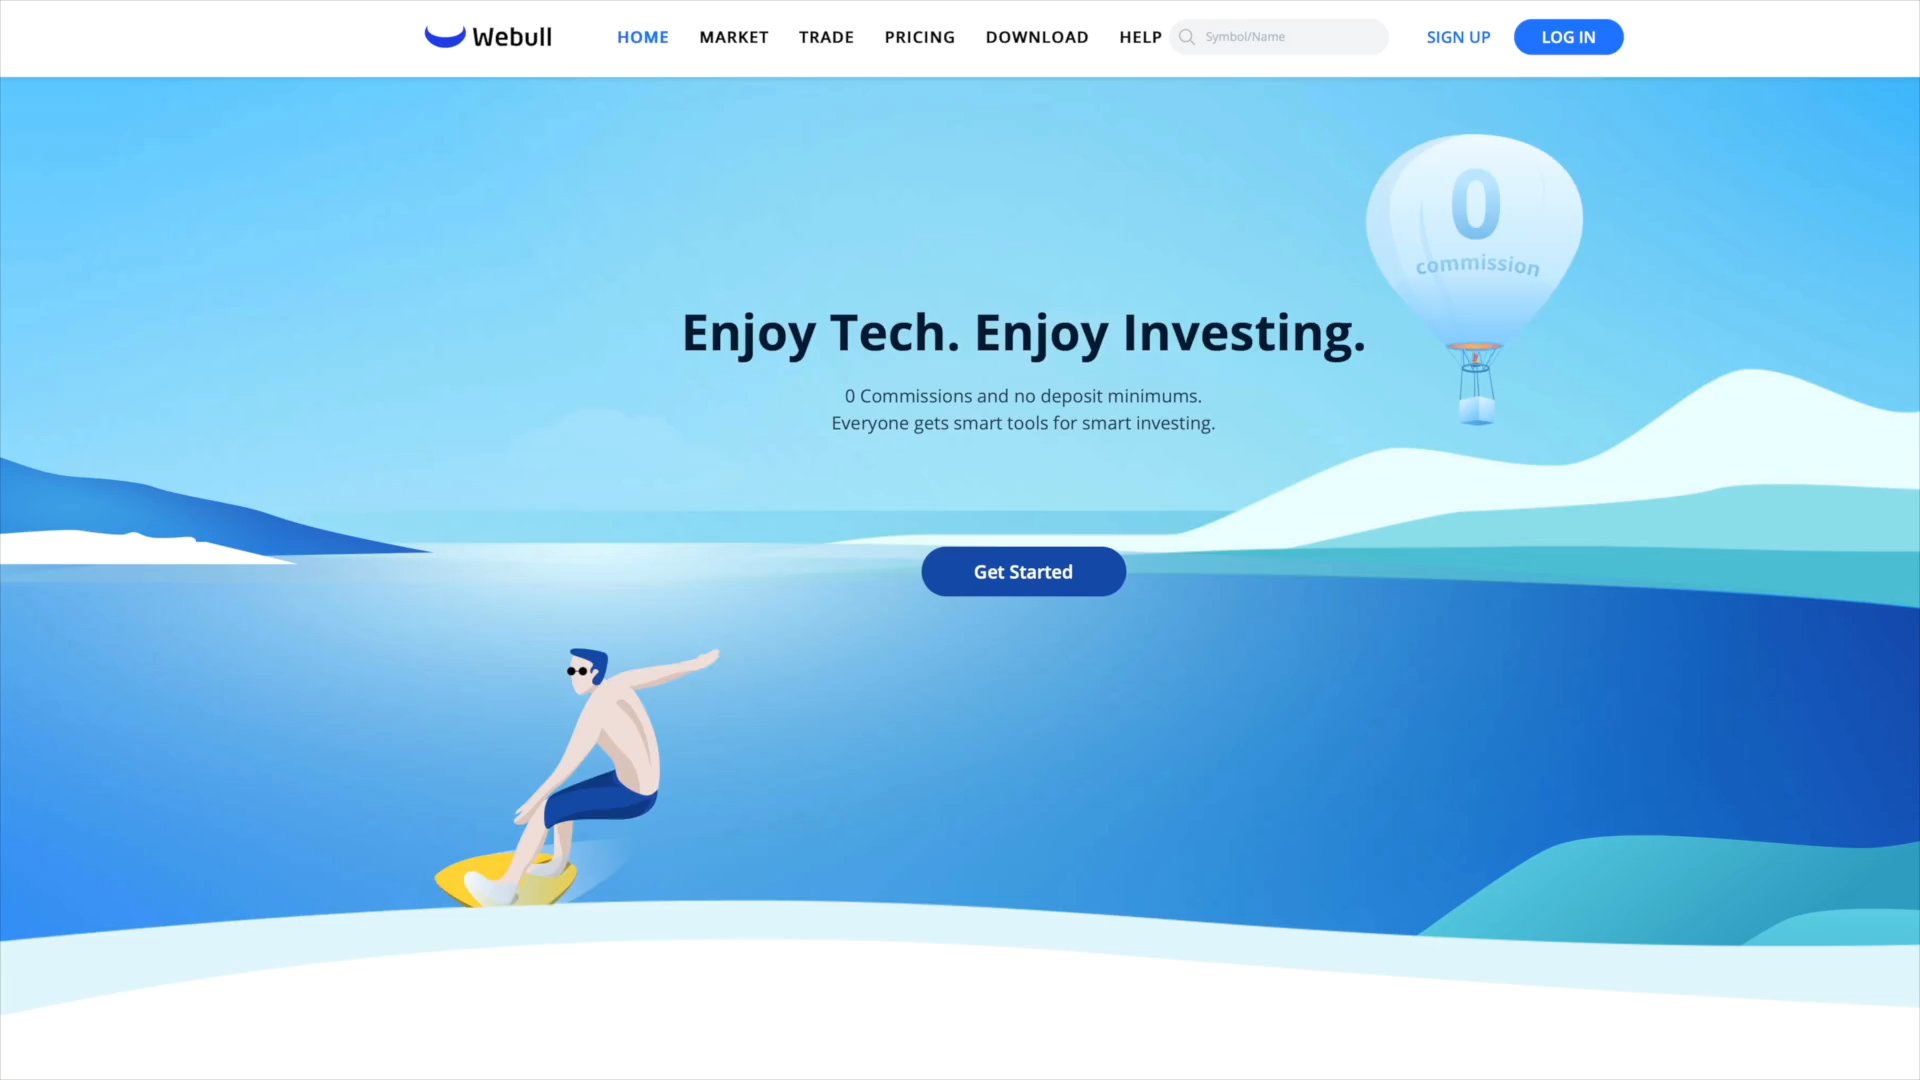 Webull
HOME MARKET TRADE PRICING DOWNLOAD HELP Symbol/Name SIGN UP LOG IN
0
commission
Enjoy Tech. Enjoy Investing.
0 Commissions and no deposit minimums.
Everyone gets smart tools for smart investing.
Get Started